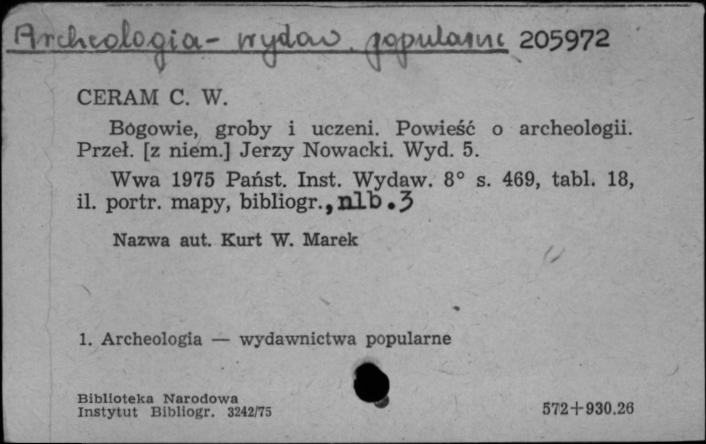 Archeologia - wydaw. popularne 205972
CERAM C. W.
Bogowie, groby i uczeni. Powieść o archeologii.
Przeł. [z niem.] Jerzy Nowacki. Wyd. 5.
Wwa 1975 Państ. Inst. Wydaw. 8° s. 469, tabl. 18,
il. portr. mapy, bibliogr., nlb. 3
Nazwa aut. Kurt W. Marek
1. Archeologia — wydawnictwa popularne
Biblioteka Narodowa
Instytut Bibliogr. 3242/75
572+930.26